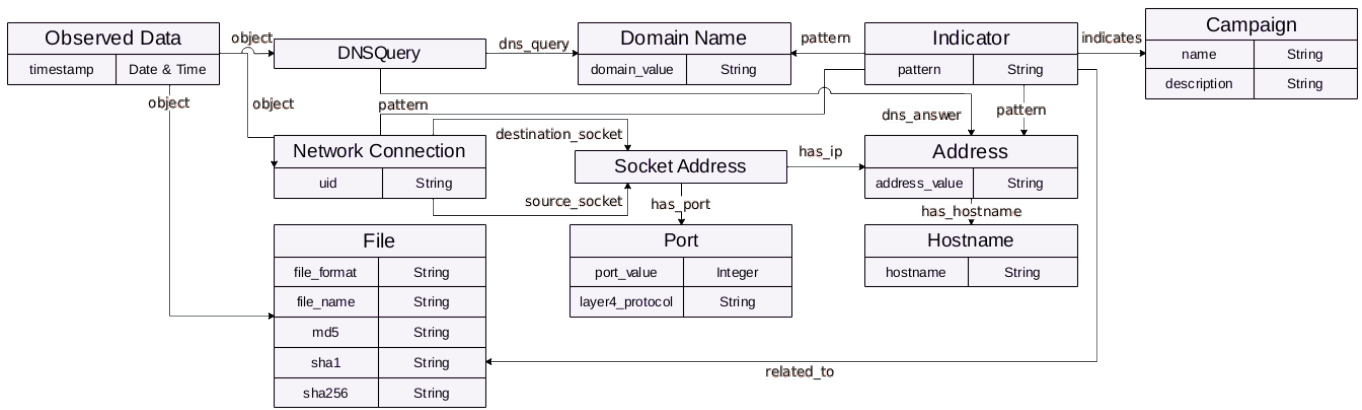 Observed Data
timestamp Date & Time
object
object
object
DNSQuery
dns_query
Domain Name
domain_value String
pattern
Indicator
pattern String
indicates
Campaign
name String
description String
pattern
dns_answer
pattern
Network Connection
uid String
destination_socket
source_socket
Socket Address
has_ip
has_port
Address
address_value String
has_hostname
File
file_format String
file_name String
md5 String
sha1 String
sha256 String
Port
port_value Integer
layer4_protocol String
Hostname
hostname String
related_to